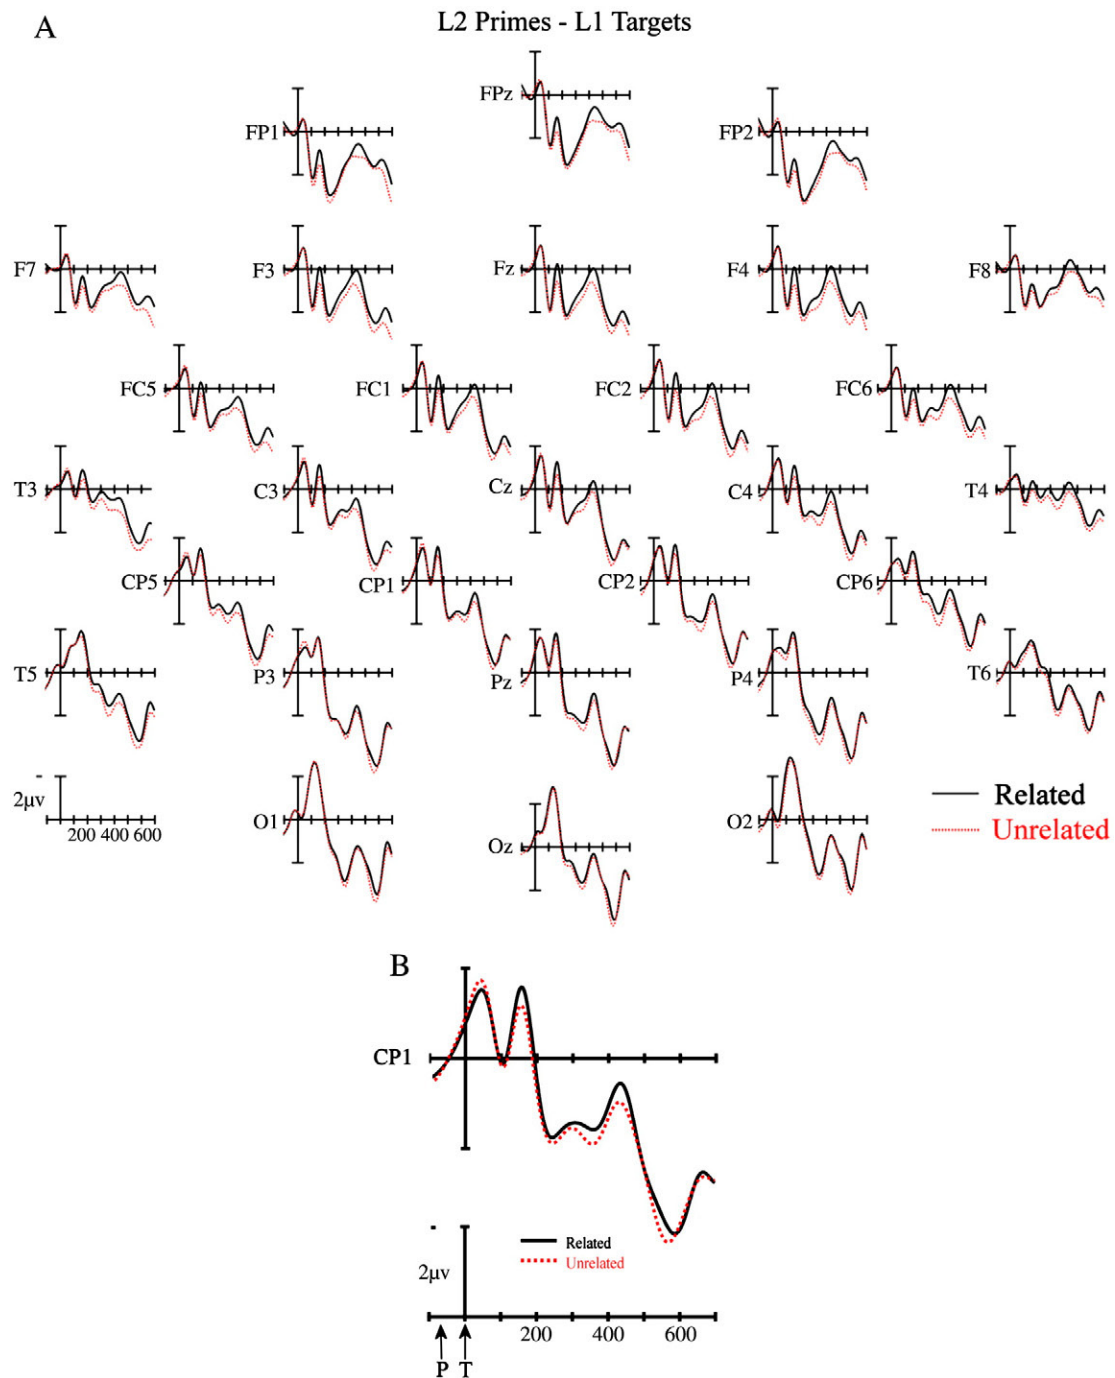 A
L2 Primes - L1 Targets
FPz
FP1
FP2
F7
F3
Fz
F4
F8
FC5
FC1
FC2
FC6
T3
C3
Cz
C4
T4
CP5
CP1
CP2
CP6
T5
P3
Pz
P4
T6
-
2μv
200 400 600
O1
Oz
O2
Related
Unrelated
B
CP1
-
2μv
Related
Unrelated
200 400 600
P T